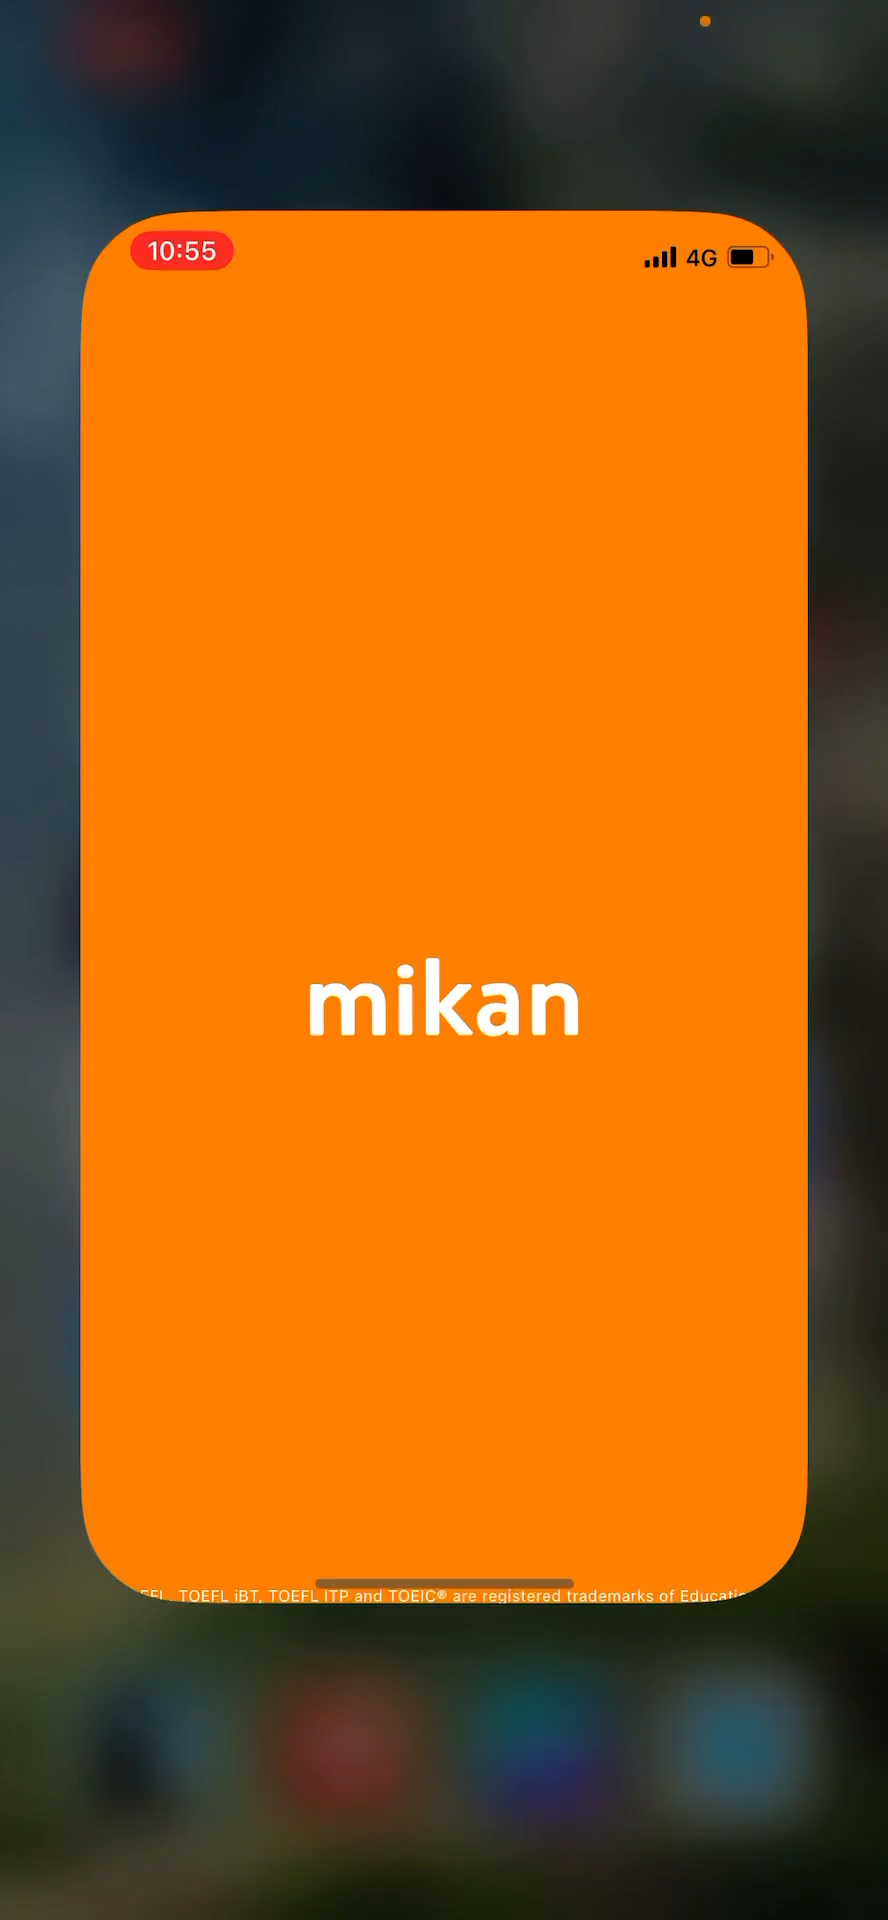 10:55
4G
mikan
TOEFL iBT, TOEFL ITP and TOEIC® are registered trademarks of